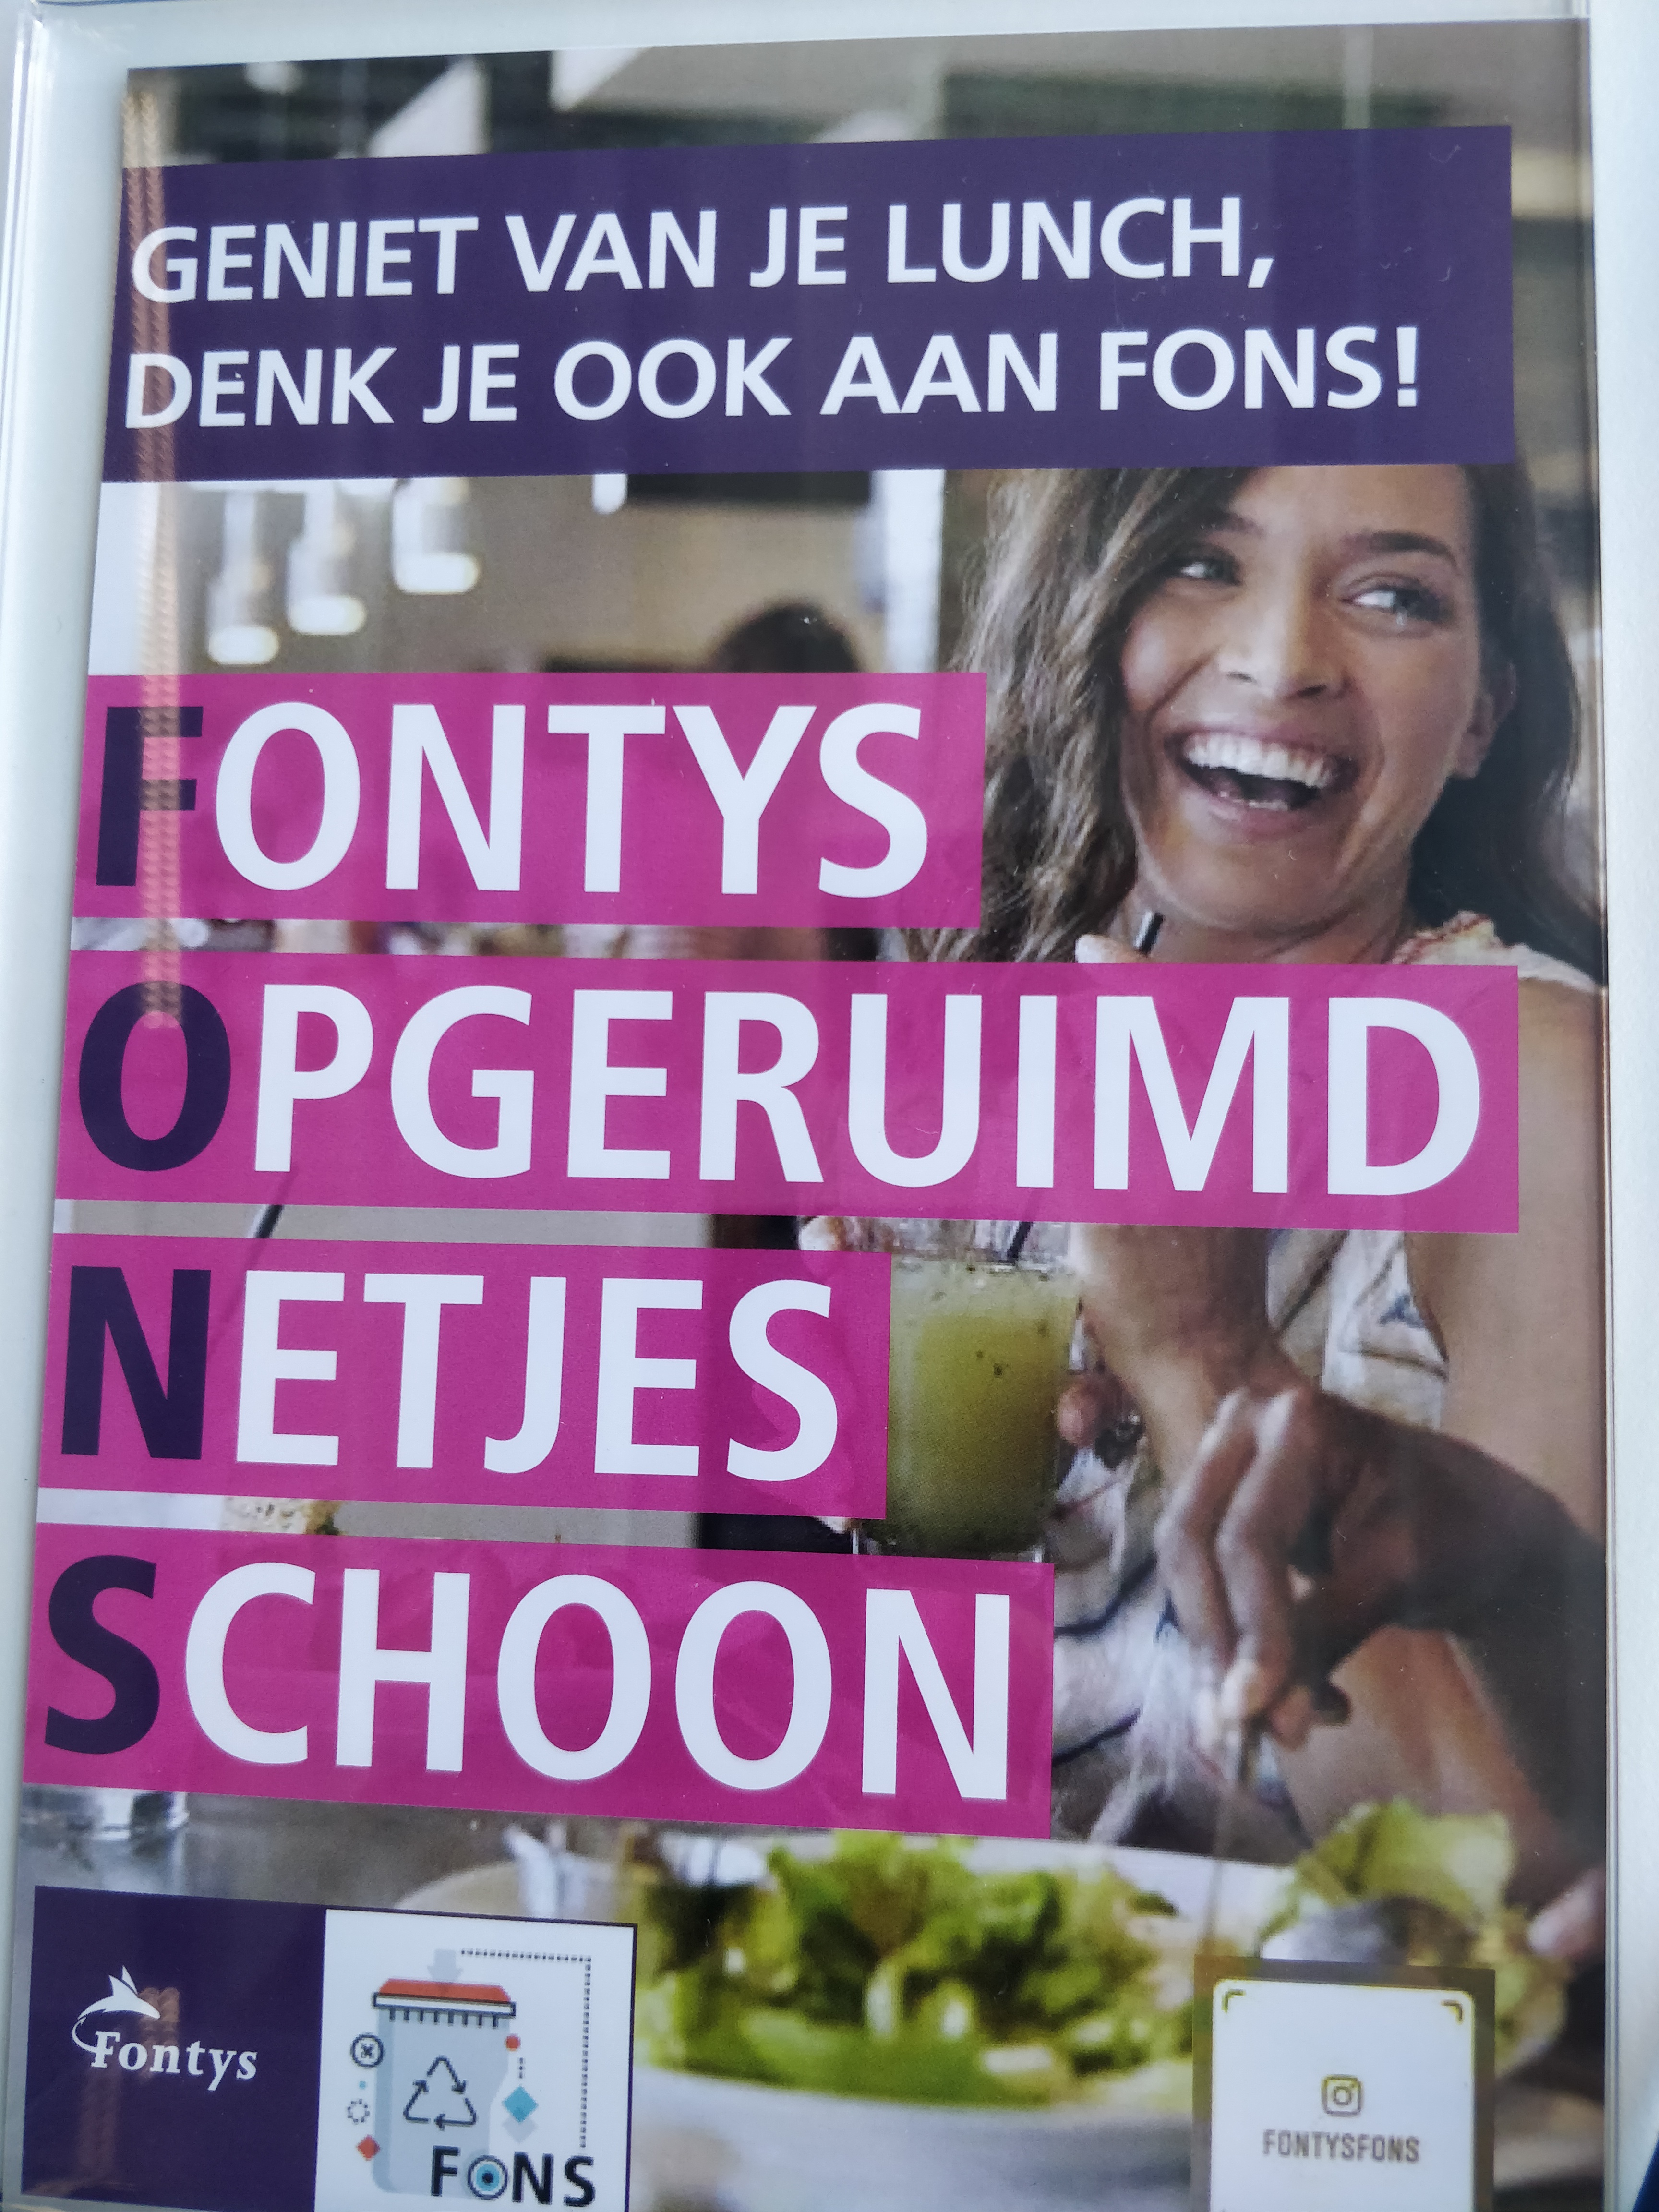 GENIET VAN JE LUNCH,
DENK JE OOK AAN FONS!
FONTYS
OPGERUIMD
NETJES
SCHOON
Fontys
FONS
FONTYSFONS